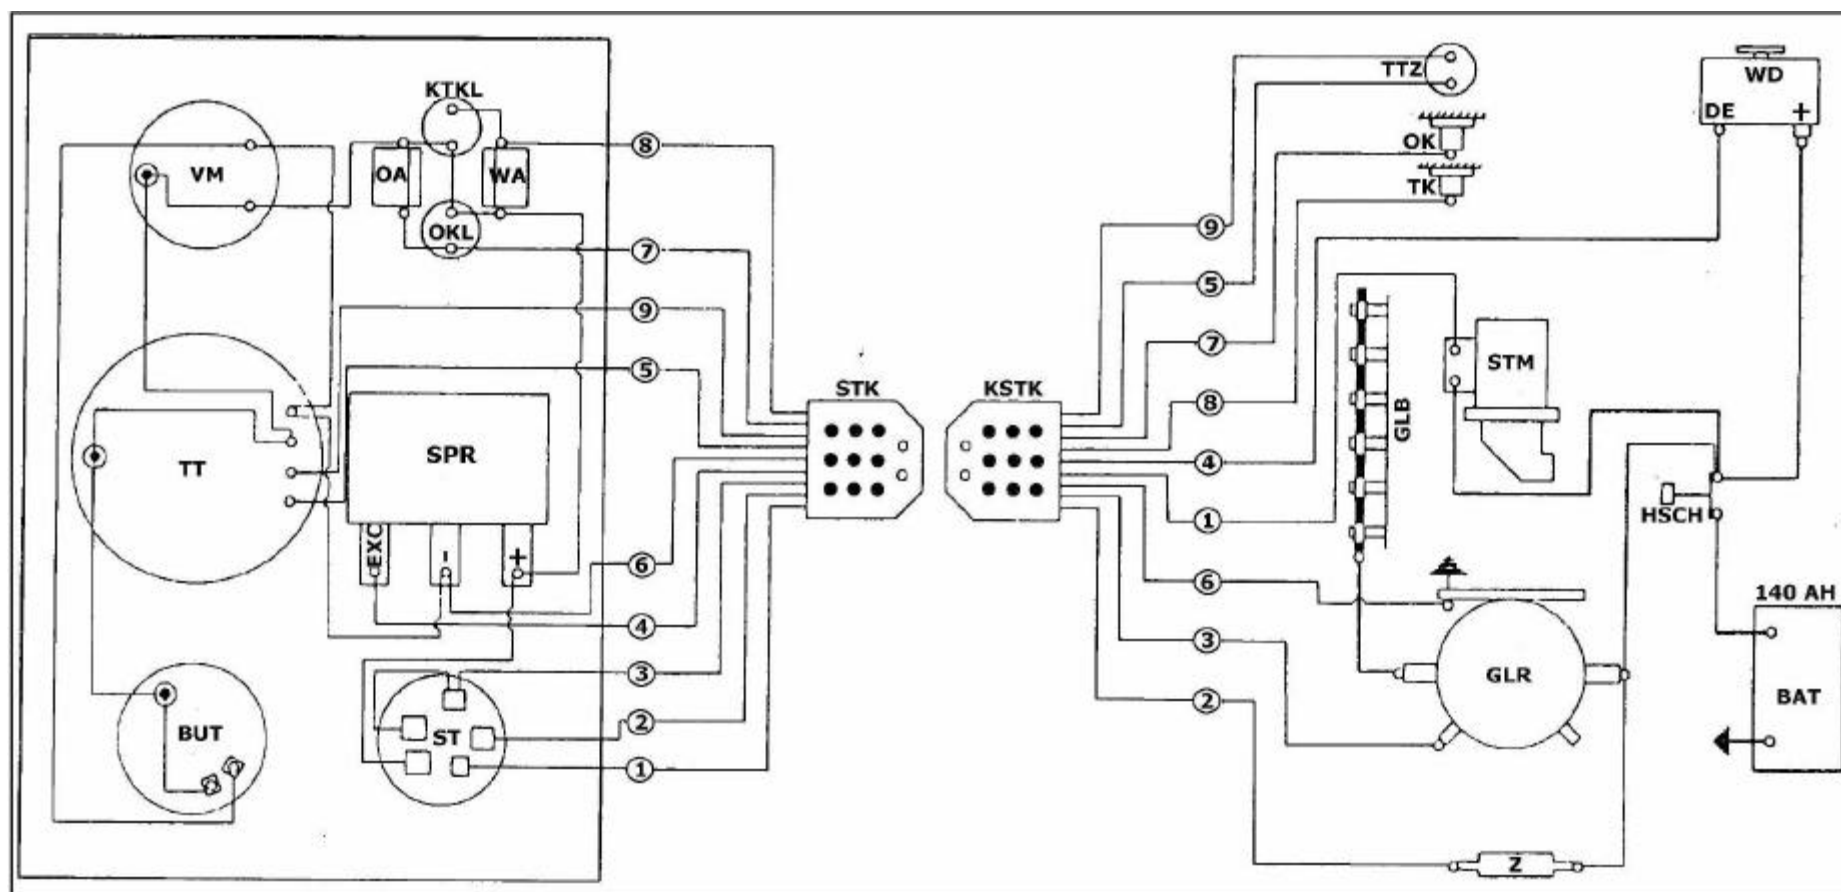 KTKL
VM
OA
WA
OKL
8
7
9
5
TT
SPR
EXC
-
+
6
4
3
2
1
BUT
ST
STK
KSTK
TTZ
OK
TK
WD
DE +
9
5
7
8
4
1
6
3
2
GLB
STM
HSCH
140 AH
BAT
GLR
Z